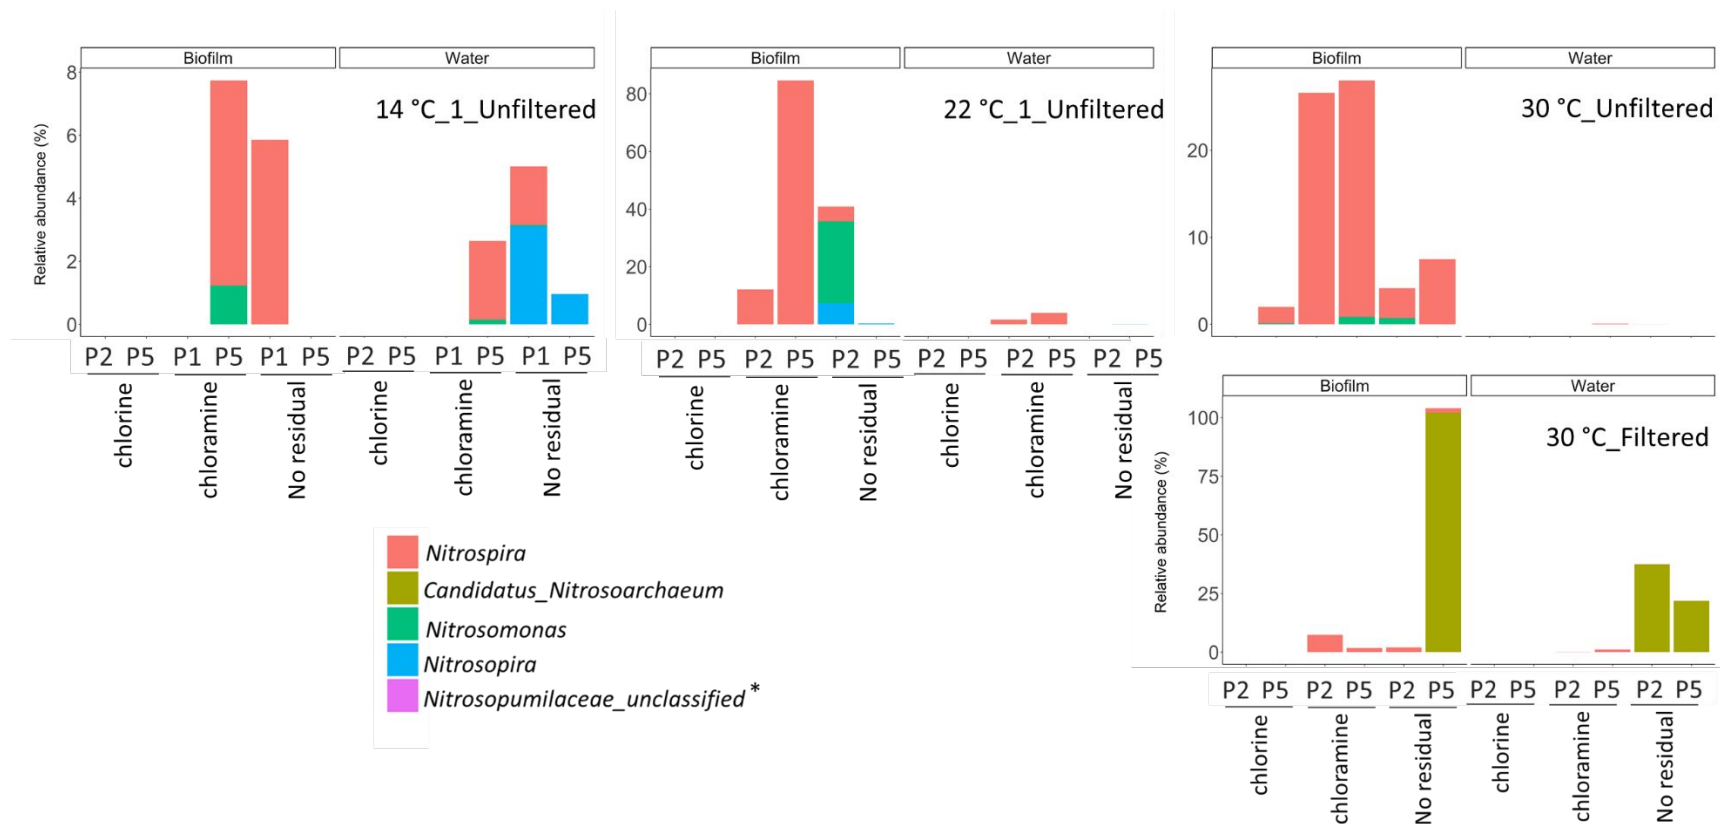 Biofilm Water
14 °C_1_Unfiltered
Relative abundance (%)
8
6
4
2
0
P2 P5 P1 P5 P1 P5 P2 P5 P1 P5 P1 P5
chlorine chloramine No residual chlorine chloramine No residual
Biofilm Water
22 °C_1_Unfiltered
80
60
40
20
0
P2 P5 P2 P5 P2 P5 P2 P5 P2 P5 P2 P5
chlorine chloramine No residual chlorine chloramine No residual
Biofilm Water
30 °C_Unfiltered
20
10
0
Biofilm Water
30 °C_Filtered
Relative abundance (%)
100
75
50
25
0
P2 P5 P2 P5 P2 P5 P2 P5 P2 P5 P2 P5
chlorine chloramine No residual chlorine chloramine No residual
Nitrospira
Candidatus_Nitrosoarchaeum
Nitrosomonas
Nitrosopira
Nitrosopumilaceae_unclassified*